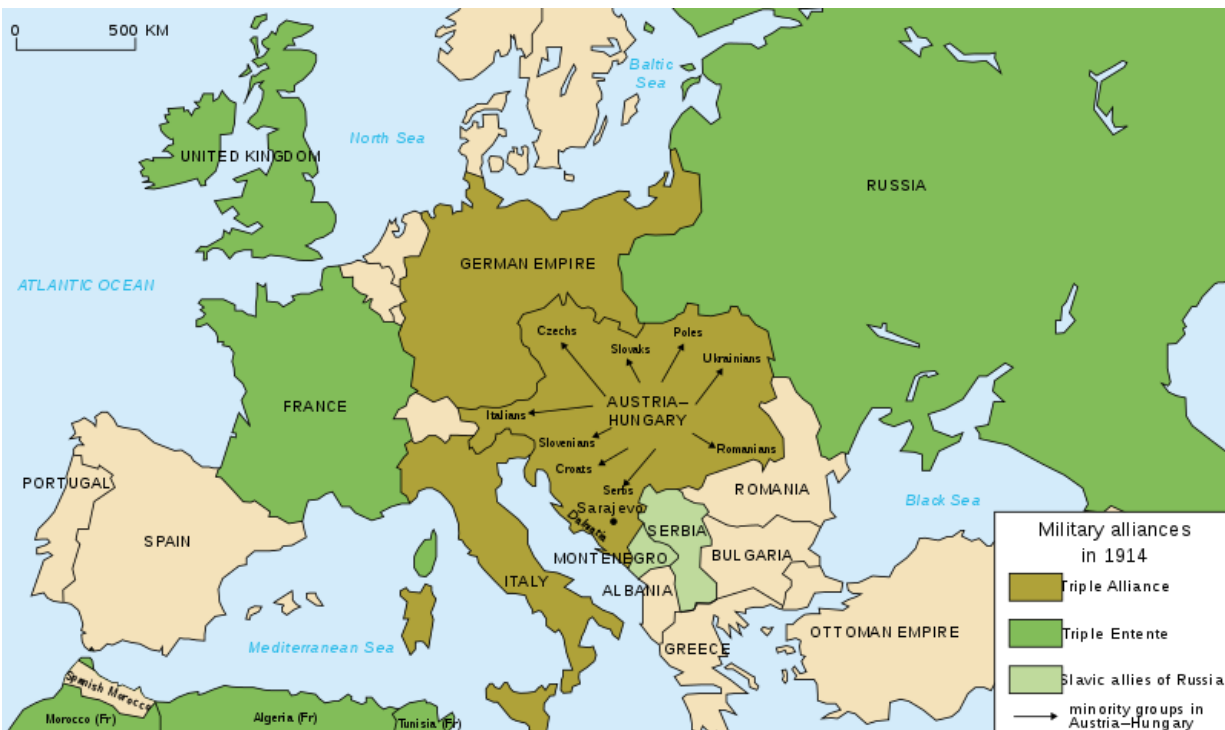 0 500 KM
Baltic
Sea
North Sea
UNITED KINGDOM
RUSSIA
ATLANTIC OCEAN
GERMAN EMPIRE
Czechs
Poles
Slovaks
Ukrainians
FRANCE
AUSTRIA–
HUNGARY
Italians
Slovenians
Croats
Romanians
PORTUGAL
Serbs
ROMANIA
Sarajevo
Black Sea
SPAIN
Dalmatia
SERBIA
MONTENEGRO
BULGARIA
ITALY
ALBANIA
OTTOMAN EMPIRE
Mediterranean Sea
GREECE
Spanish Morocco
Morocco (Fr)
Algeria (Fr)
Tunisia (Fr)
Military alliances
in 1914
Triple Alliance
Triple Entente
Slavic allies of Russia
minority groups in
Austria–Hungary